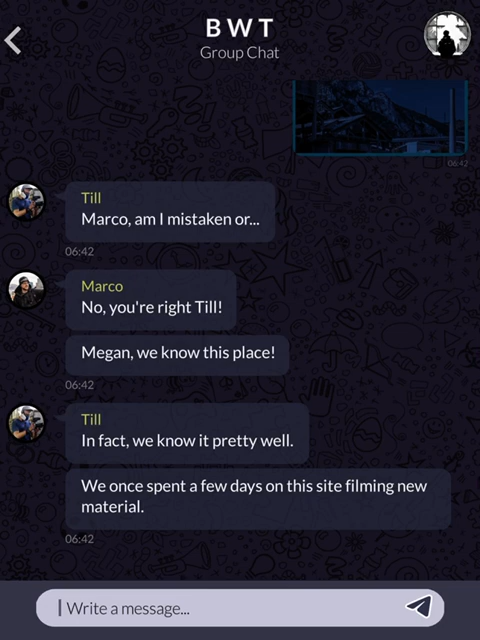 B W T
Group Chat
06:42
Till
Marco, am I mistaken or...
06:42
Marco
No, you're right Till!
Megan, we know this place!
06:42
Till
In fact, we know it pretty well.
We once spent a few days on this site filming new
material.
06:42
Write a message...